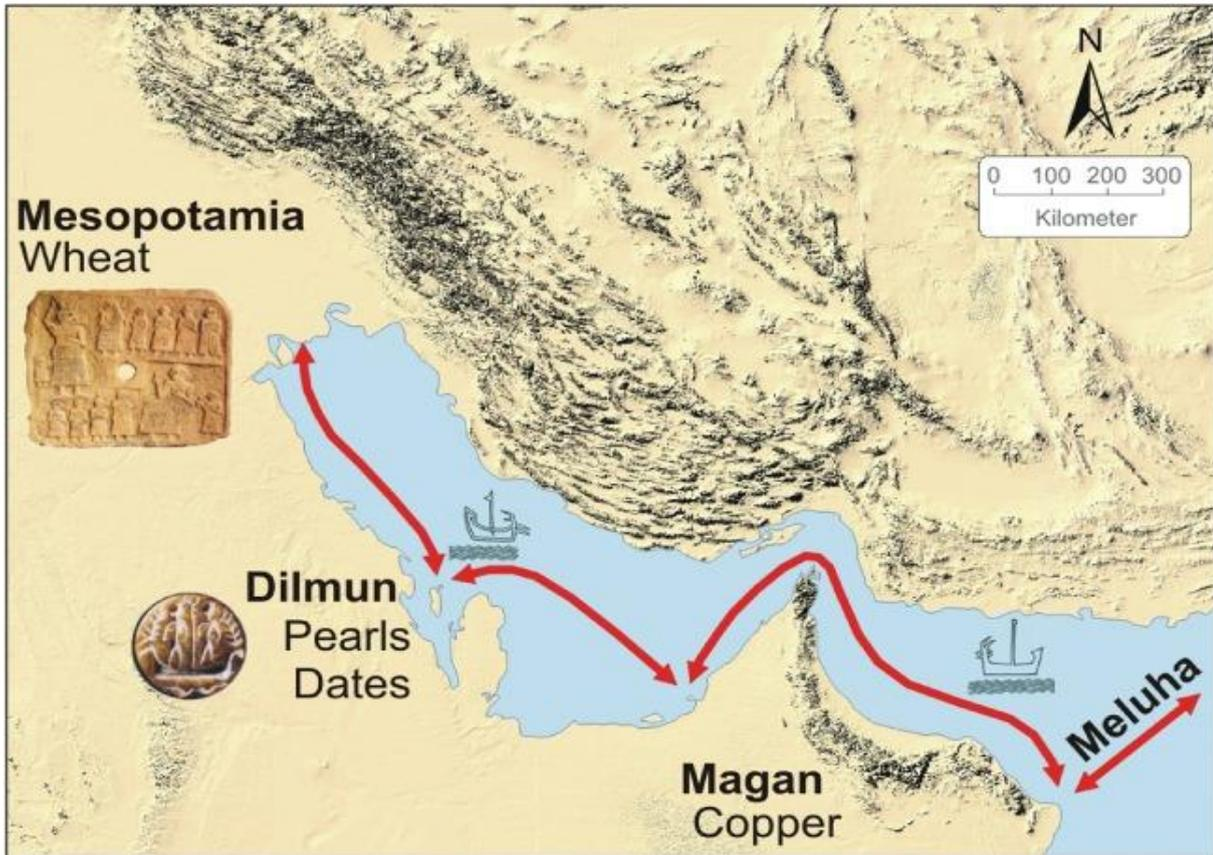 N
0 100 200 300
Kilometer
Mesopotamia
Wheat
Dilmun
Pearls
Dates
Meluha
Magan
Copper